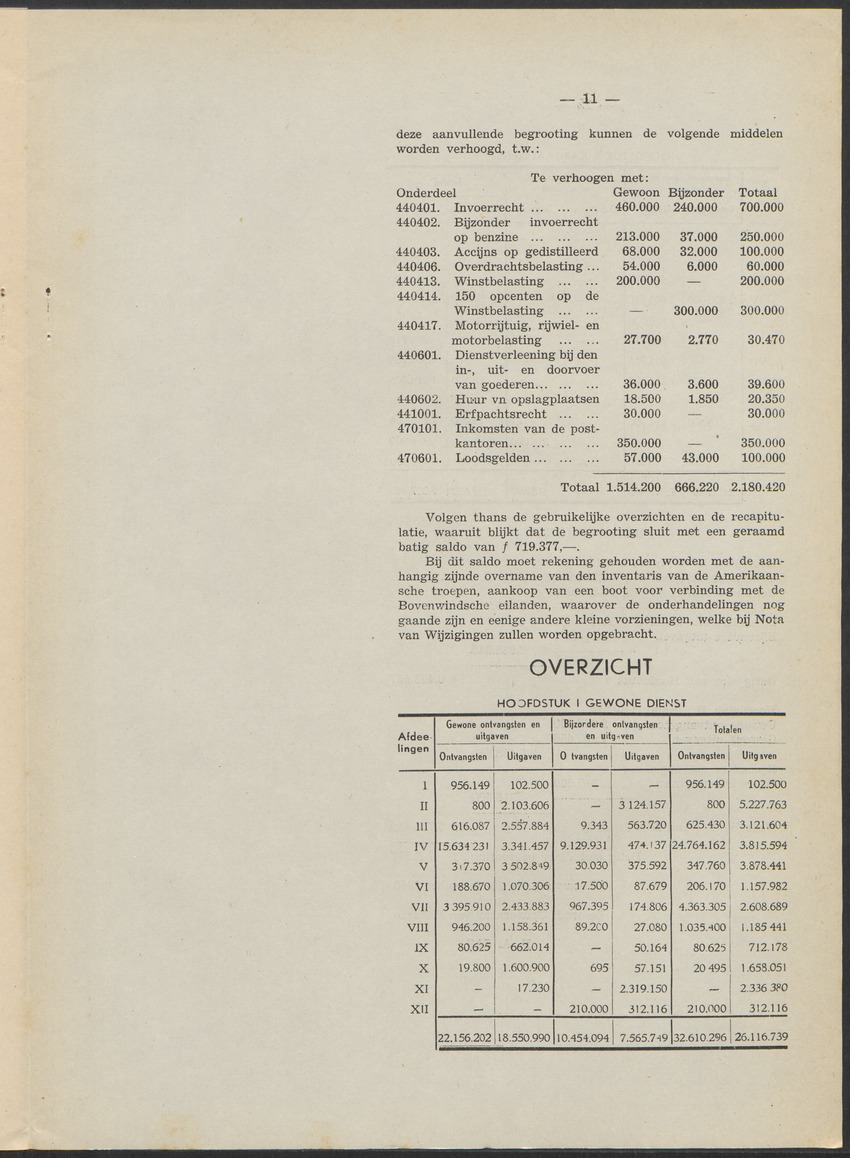 — 11 —
deze aanvullende begrooting kunnen de volgende middelen
worden verhoogd, t.w.:
Te verhoogen met:
Onderdeel Gewoon Bijzonder Totaal
440401. Invoerrecht ... ... ... 460.000 240.000 700.000
440402. Bijzonder invoerrecht
op benzine ... ... ... 213.000 37.000 250.000
440403. Accijns op gedistilleerd 68.000 32.000 100.000
440406. Overdrachtsbelasting ... 54.000 6.000 60.000
440413. Winstbelasting ... ... 200.000 — 200.000
440414. 150 opcenten op de
Winstbelasting ... ... — 300.000 300.000
440417. Motorrijtuig, rijwiel- en
motorbelasting ... ... 27.700 2.770 30.470
440601. Dienstverleening bij den
in-, uit- en doorvoer
van goederen... ... ... 36.000 3.600 39.600
440602. Huur vn opslagplaatsen 18.500 1.850 20.350
441001. Erfpachtsrecht ... ... 30.000 — 30.000
470101. Inkomsten van de post-
kantoren... ... ... ... 350.000 — 350.000
470601. Loodsgelden ... ... ... 57.000 43.000 100.000
Totaal 1.514.200 666.220 2.180.420
Volgen thans de gebruikelijke overzichten en de recapitu-
latie, waaruit blijkt dat de begrooting sluit met een geraamd
batig saldo van f 719.377,—.
Bij dit saldo moet rekening gehouden worden met de aan-
hangig zijnde overname van den inventaris van de Amerikaan-
sche troepen, aankoop van een boot voor verbinding met de
Bovenwindsche eilanden, waarover de onderhandelingen nog
gaande zijn en eenige andere kleine vorzieningen, welke bij Nota
van Wijzigingen zullen worden opgebracht.
OVERZICHT
HOOFDSTUK I GEWONE DIENST
Afdee-
lingen
Gewone ontvangsten en
uitgaven
Bijzordere ontvangsten
en uitgaven
Totalen
Ontvangsten Uitgaven O tvangsten Uitgaven Ontvangsten Uitgaven
I 956.149 102.500 — — 956.149 102.500
II 800 2.103.606 — 3 124.157 800 5.227.763
III 616.087 2.557.884 9.343 563.720 625.430 3.121.604
IV 15.634 231 3.341.457 9.129.931 474.137 24.764.162 3.815.594
V 317.370 3 502.849 30.030 375.592 347.760 3.878.441
VI 188.670 1.070.306 17.500 87.679 206.170 1.157.982
VII 3 395.910 2.433.883 967.395 174.806 4.363.305 2.608.689
VIII 946.200 1.158.361 89.200 27.080 1.035.400 1.185 441
IX 80.625 662.014 — 50.164 80.625 712.178
X 19.800 1.600.900 695 57.151 20 495 1.658.051
XI — 17.230 — 2.319.150 — 2.336 380
XII — — 210.000 312.116 210.000 312.116
22.156.202 18.550.990 10.454.094 7.565.749 32.610.296 26.116.739